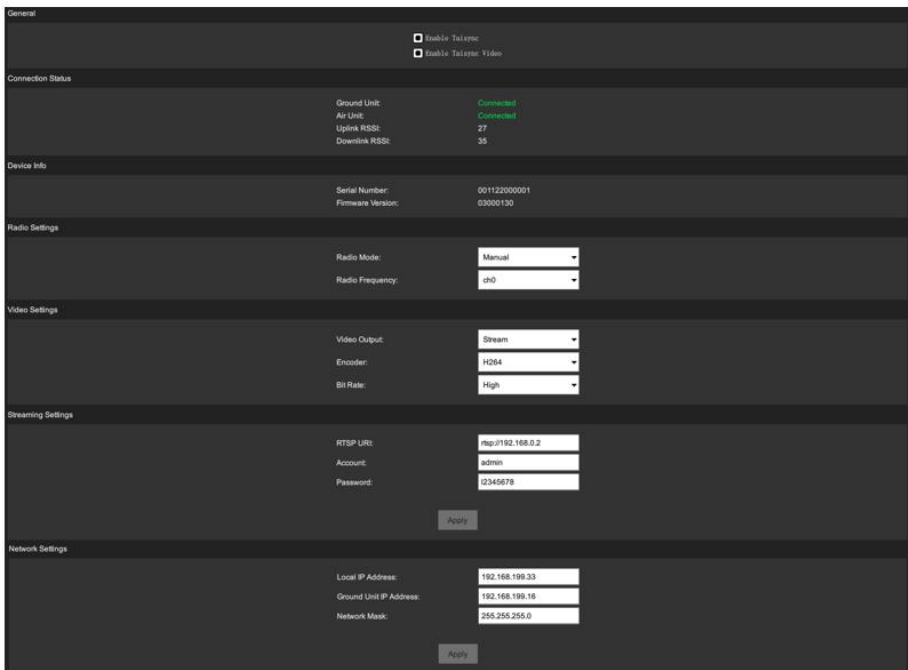 General
Enable Taisync
Enable Taisync Video
Connection Status
Ground Unit: Connected
Air Unit: Connected
Uplink RSSI: 27
Downlink RSSI: 35
Device Info
Serial Number: 001122000001
Firmware Version: 03000130
Radio Settings
Radio Mode: Manual
Radio Frequency: ch0
Video Settings
Video Output: Stream
Encoder: H264
Bit Rate: High
Streaming Settings
RTSP URI: rtsp://192.168.0.2
Account: admin
Password: l2345678
Apply
Network Settings
Local IP Address: 192.168.199.33
Ground Unit IP Address: 192.168.199.16
Network Mask: 255.255.255.0
Apply